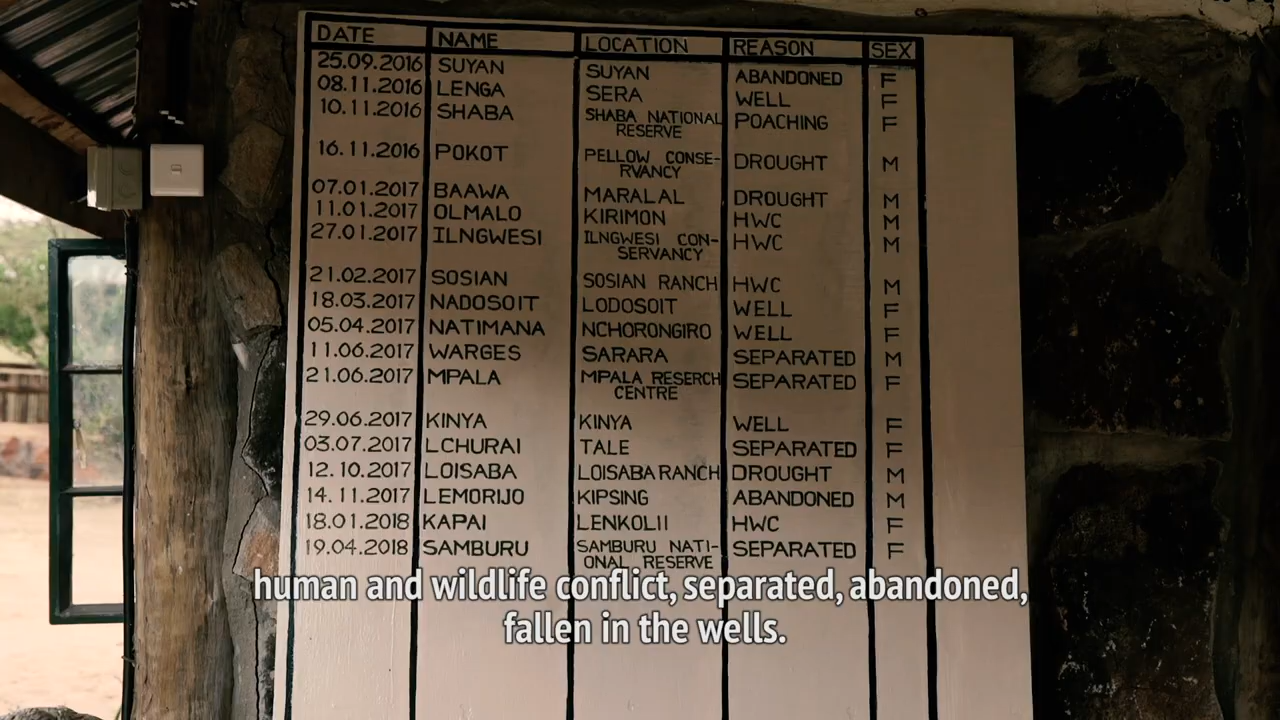 DATE NAME LOCATION REASON SEX
25.09.2016 SUYAN SUYAN ABANDONED F
08.11.2016 LENGA SERA WELL F
10.11.2016 SHABA SHABA NATIONAL RESERVE POACHING F
16.11.2016 POKOT PELLOW CONSE-RVANCY DROUGHT M
07.01.2017 BAAWA MARALAL DROUGHT M
11.01.2017 OLMALO KIRIMON HWC M
27.01.2017 ILNGWESI ILNGWESI CON-SERVANCY HWC M
21.02.2017 SOSIAN SOSIAN RANCH HWC M
18.03.2017 NADOSOIT LODOSOIT WELL F
05.04.2017 NATIMANA NCHORONGIRO WELL F
11.06.2017 WARGES SARARA SEPARATED M
21.06.2017 MPALA MPALA RESERCH CENTRE SEPARATED F
29.06.2017 KINYA KINYA WELL F
03.07.2017 LCHURAI TALE SEPARATED F
12.10.2017 LOISABA LOISABA RANCH DROUGHT M
14.11.2017 LEMORIJO KIPSING ABANDONED M
18.01.2018 KAPAI LENKOLII HWC F
19.04.2018 SAMBURU SAMBURU NATI-ONAL RESERVE SEPARATED F
human and wildlife conflict, separated, abandoned,
fallen in the wells.